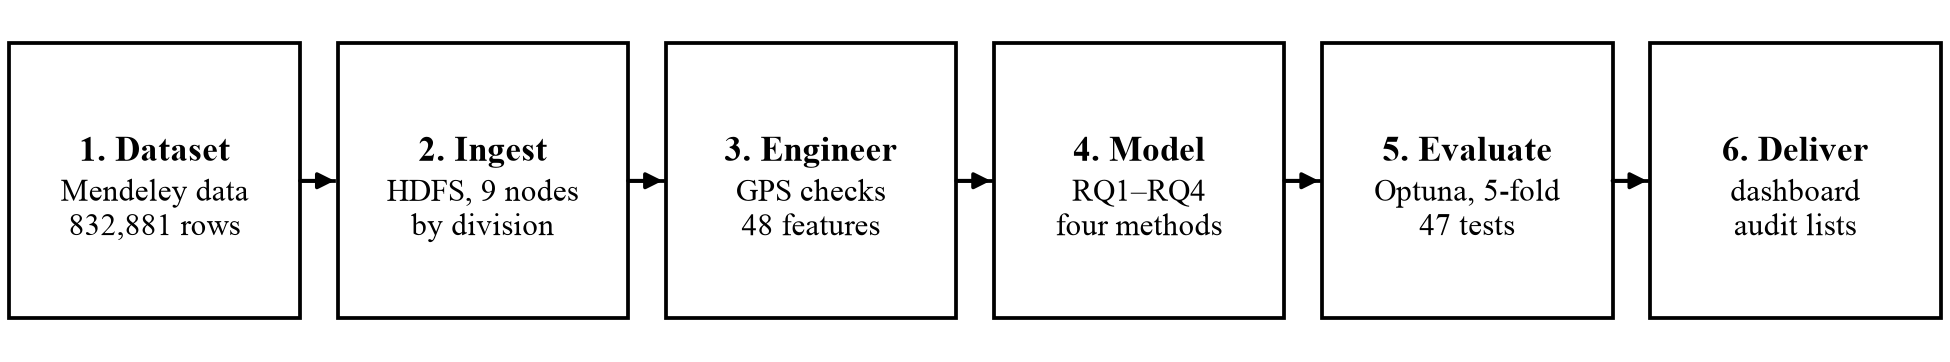 1. Dataset
Mendeley data
832,881 rows
2. Ingest
HDFS, 9 nodes
by division
3. Engineer
GPS checks
48 features
4. Model
RQ1–RQ4
four methods
5. Evaluate
Optuna, 5-fold
47 tests
6. Deliver
dashboard
audit lists